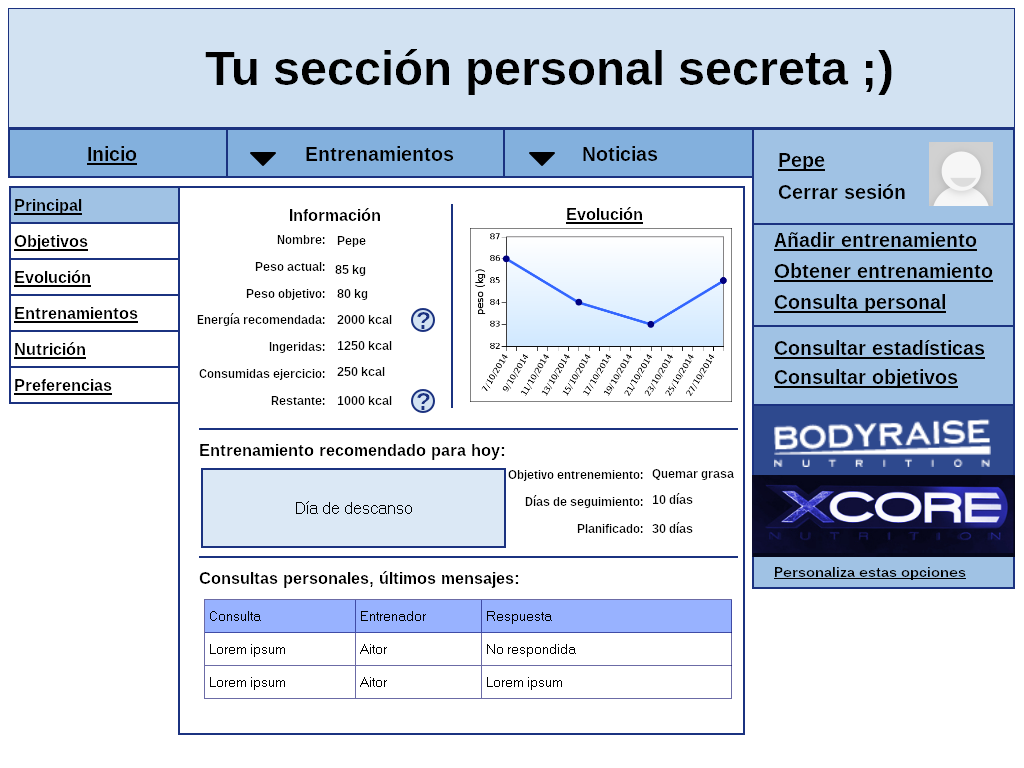 Tu sección personal secreta ;)
Inicio
Entrenamientos
Noticias
Pepe
Cerrar sesión
Principal
Objetivos
Evolución
Entrenamientos
Nutrición
Preferencias
Información
Nombre: Pepe
Peso actual: 85 kg
Peso objetivo: 80 kg
Energía recomendada: 2000 kcal ?
Ingeridas: 1250 kcal
Consumidas ejercicio: 250 kcal
Restante: 1000 kcal ?
Evolución
peso (kg)
87
86
85
84
83
82
7/10/2014
9/10/2014
11/10/2014
13/10/2014
15/10/2014
17/10/2014
19/10/2014
21/10/2014
23/10/2014
25/10/2014
27/10/2014
Entrenamiento recomendado para hoy:
Día de descanso
Objetivo entrenemiento: Quemar grasa
Días de seguimiento: 10 días
Planificado: 30 días
Consultas personales, últimos mensajes:
Consulta Entrenador Respuesta
Lorem ipsum Aitor No respondida
Lorem ipsum Aitor Lorem ipsum
Añadir entrenamiento
Obtener entrenamiento
Consulta personal
Consultar estadísticas
Consultar objetivos
BODYRAISE
NUTRITION
XCORE
NUTRITION
Personaliza estas opciones